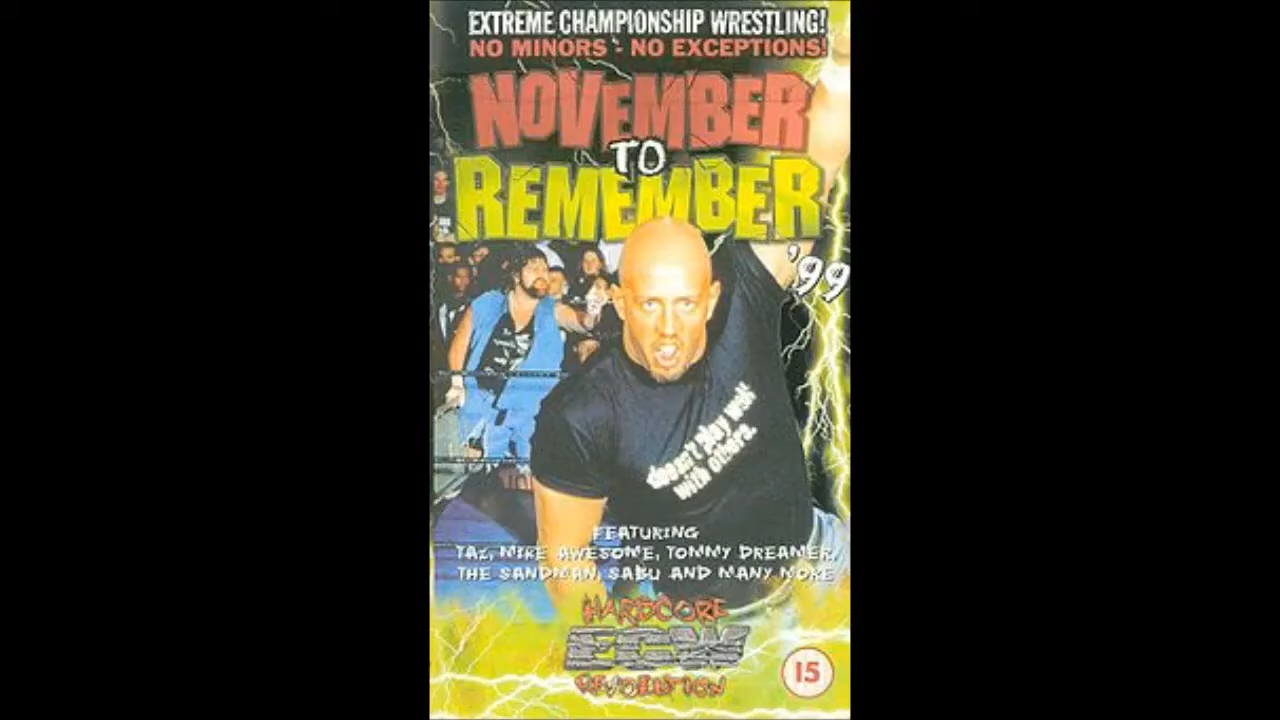 EXTREME CHAMPIONSHIP WRESTLING!
NO MINORS - NO EXCEPTIONS!
NOVEMBER
TO
REMEMBER
'99
doesn't play well
with others.
FEATURING
TAZ, MIKE AWESOME, TOMMY DREAMER,
THE SANDMAN, SABU AND MANY MORE
HARDCORE
ECW
REVOLUTION
15